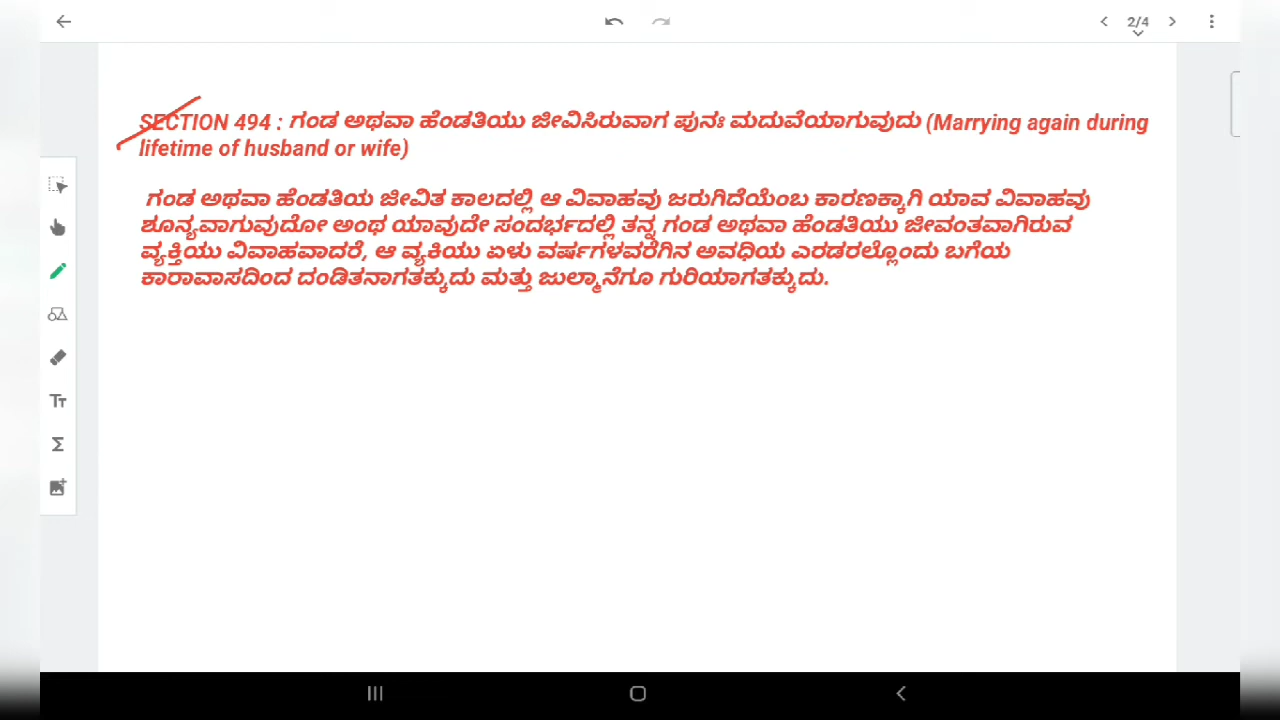 2/4
SECTION 494 : ಗಂಡ ಅಥವಾ ಹೆಂಡತಿಯು ಜೀವಿಸಿರುವಾಗ ಪುನಃ ಮದುವೆಯಾಗುವುದು (Marrying again during
lifetime of husband or wife)
ಗಂಡ ಅಥವಾ ಹೆಂಡತಿಯ ಜೀವಿತ ಕಾಲದಲ್ಲಿ ಆ ವಿವಾಹವು ಜರುಗಿದೆಯೆಂಬ ಕಾರಣಕ್ಕಾಗಿ ಯಾವ ವಿವಾಹವು
ಶೂನ್ಯವಾಗುವುದೋ ಅಂಥ ಯಾವುದೇ ಸಂದರ್ಭದಲ್ಲಿ ತನ್ನ ಗಂಡ ಅಥವಾ ಹೆಂಡತಿಯು ಜೀವಂತವಾಗಿರುವ
ವ್ಯಕ್ತಿಯು ವಿವಾಹವಾದರೆ, ಆ ವ್ಯಕಿಯು ಏಳು ವರ್ಷಗಳವರೆಗಿನ ಅವಧಿಯ ಎರಡರಲ್ಲೊಂದು ಬಗೆಯ
ಕಾರಾವಾಸದಿಂದ ದಂಡಿತನಾಗತಕ್ಕುದು ಮತ್ತು ಜುಲ್ಮಾನೆಗೂ ಗುರಿಯಾಗತಕ್ಕುದು.